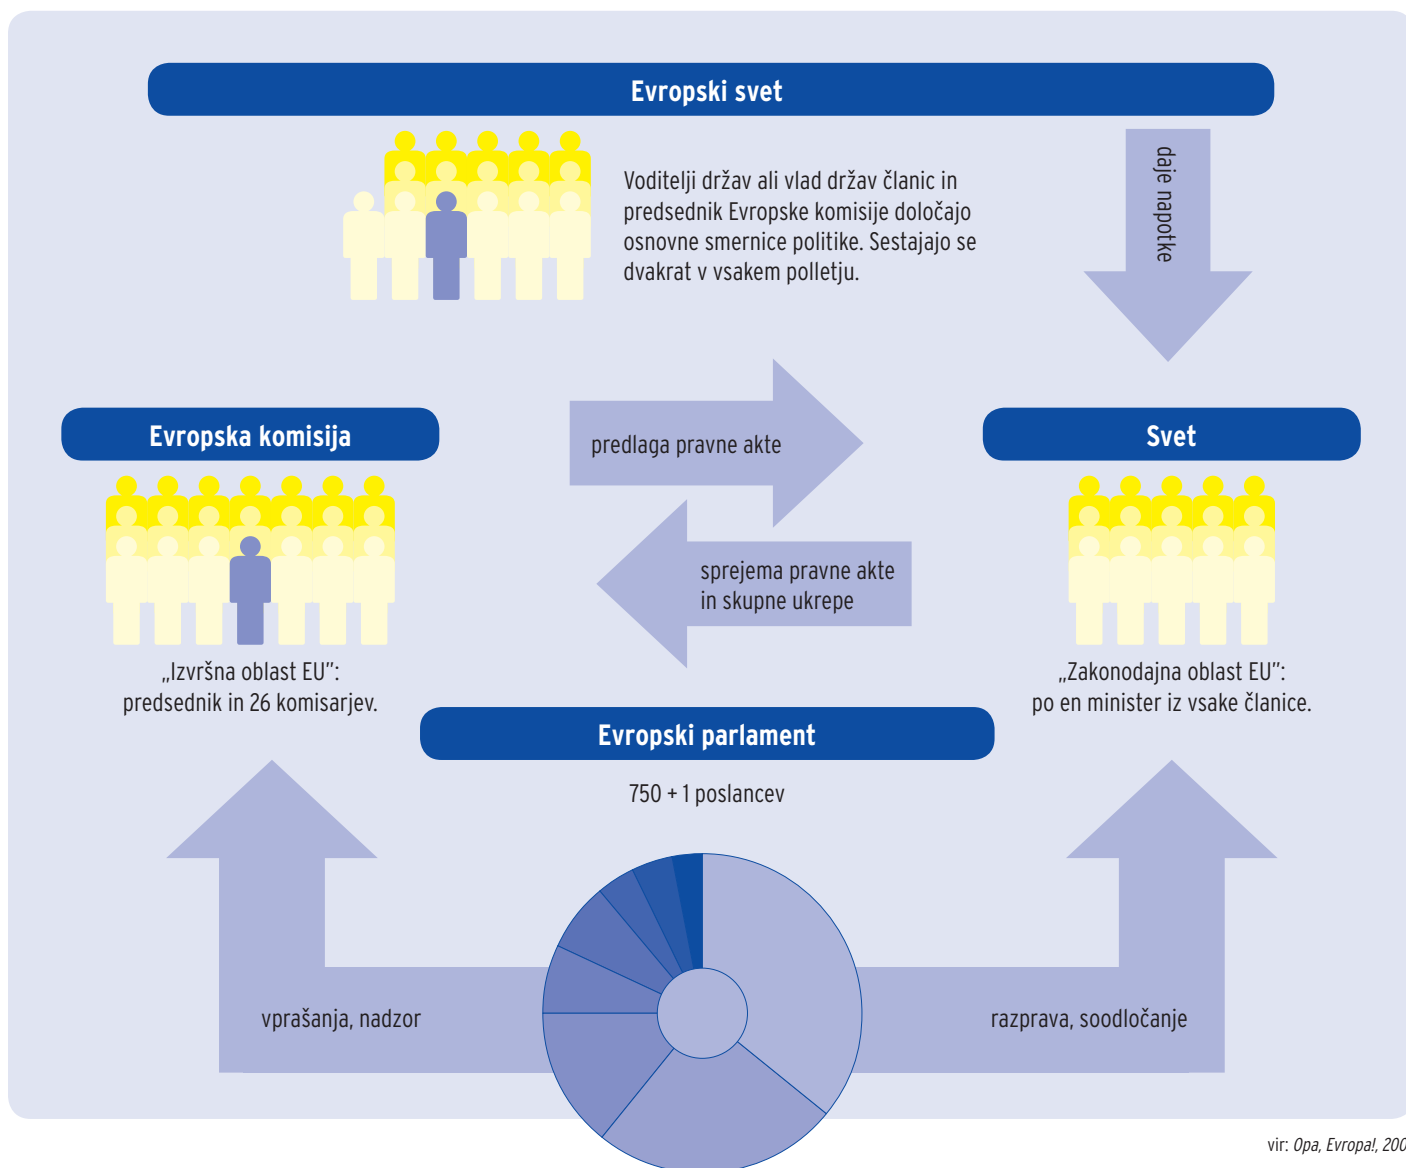 Evropski svet
Voditelji držav ali vlad držav članic in
predsednik Evropske komisije določajo
osnovne smernice politike. Sestajajo se
dvakrat v vsakem polletju.
daje napotke
Evropska komisija
predlaga pravne akte
Svet
sprejema pravne akte
in skupne ukrepe
„Izvršna oblast EU”:
predsednik in 26 komisarjev.
„Zakonodajna oblast EU”:
po en minister iz vsake članice.
Evropski parlament
750 + 1 poslancev
vprašanja, nadzor
razprava, soodločanje
vir: Opa, Evropa!, 200